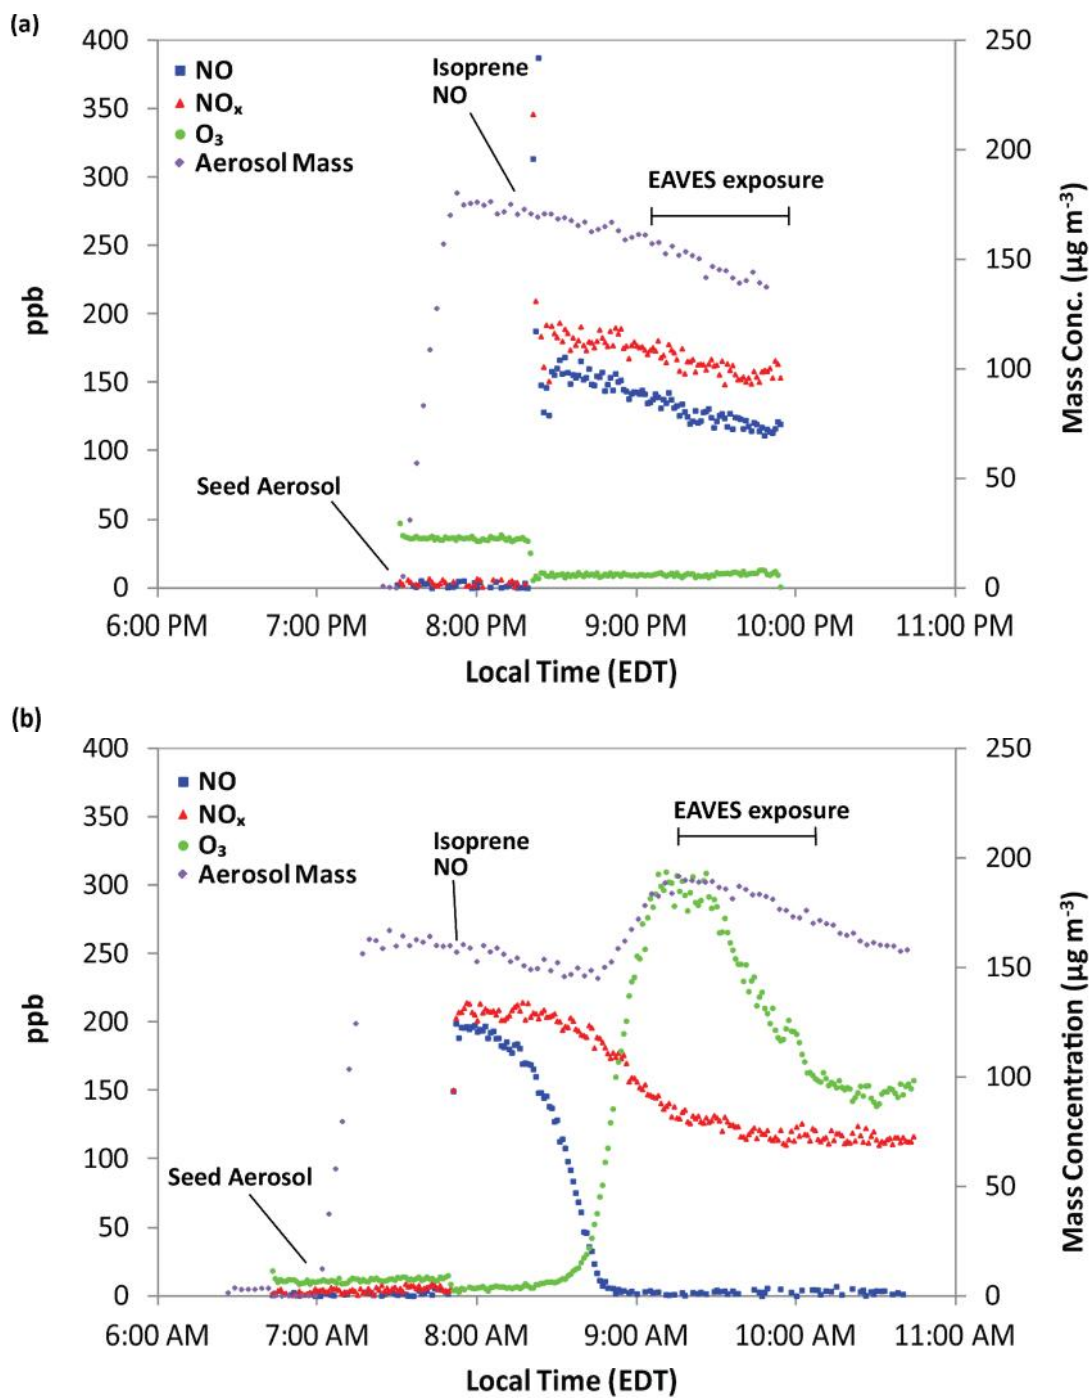 (a)
400
350
300
250
200
150
100
50
0
ppb
NO
NOₓ
O₃
Aerosol Mass
Isoprene
NO
EAVES exposure
Seed Aerosol
250
200
150
100
50
0
Mass Conc. (µg m⁻³)
6:00 PM 7:00 PM 8:00 PM 9:00 PM 10:00 PM 11:00 PM
Local Time (EDT)
(b)
400
350
300
250
200
150
100
50
0
ppb
NO
NOₓ
O₃
Aerosol Mass
Isoprene
NO
EAVES exposure
Seed Aerosol
250
200
150
100
50
0
Mass Concentration (µg m⁻³)
6:00 AM 7:00 AM 8:00 AM 9:00 AM 10:00 AM 11:00 AM
Local Time (EDT)